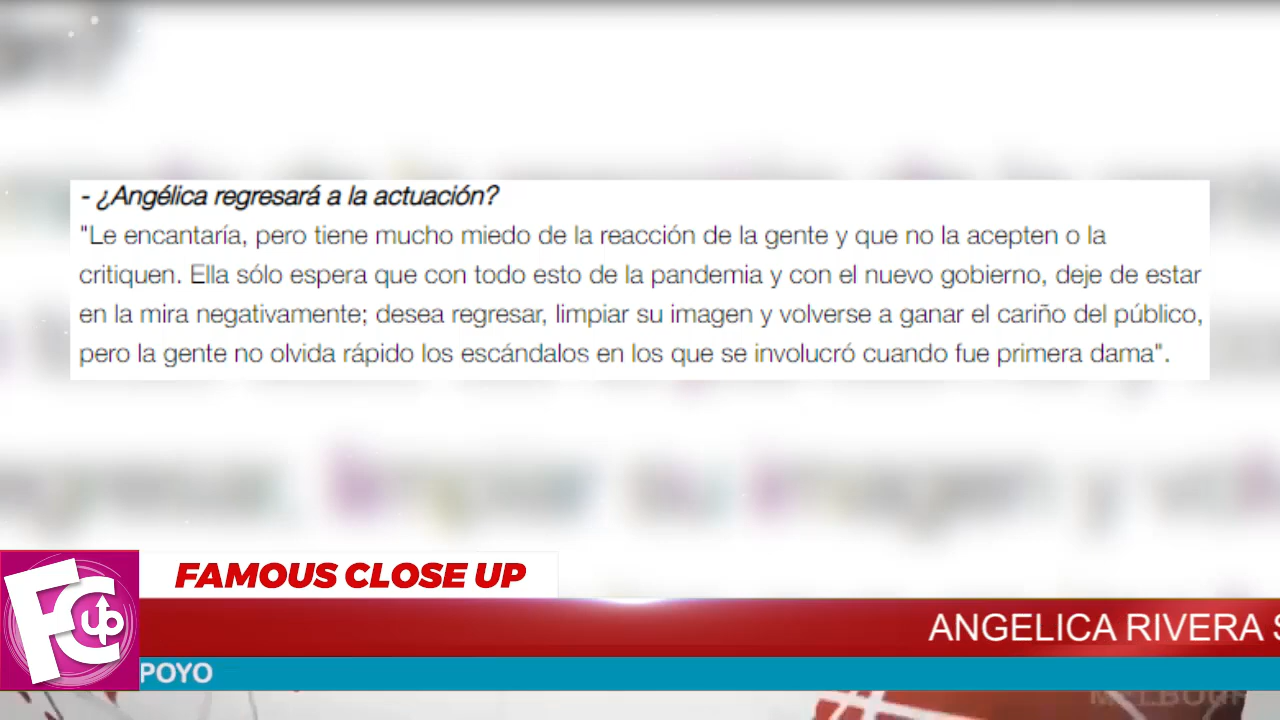 - ¿Angélica regresará a la actuación?
"Le encantaría, pero tiene mucho miedo de la reacción de la gente y que no la acepten o la
critiquen. Ella sólo espera que con todo esto de la pandemia y con el nuevo gobierno, deje de estar
en la mira negativamente; desea regresar, limpiar su imagen y volverse a ganar el cariño del público,
pero la gente no olvida rápido los escándalos en los que se involucró cuando fue primera dama".
FAMOUS CLOSE UP
FC UP
ANGELICA RIVERA S
POYO